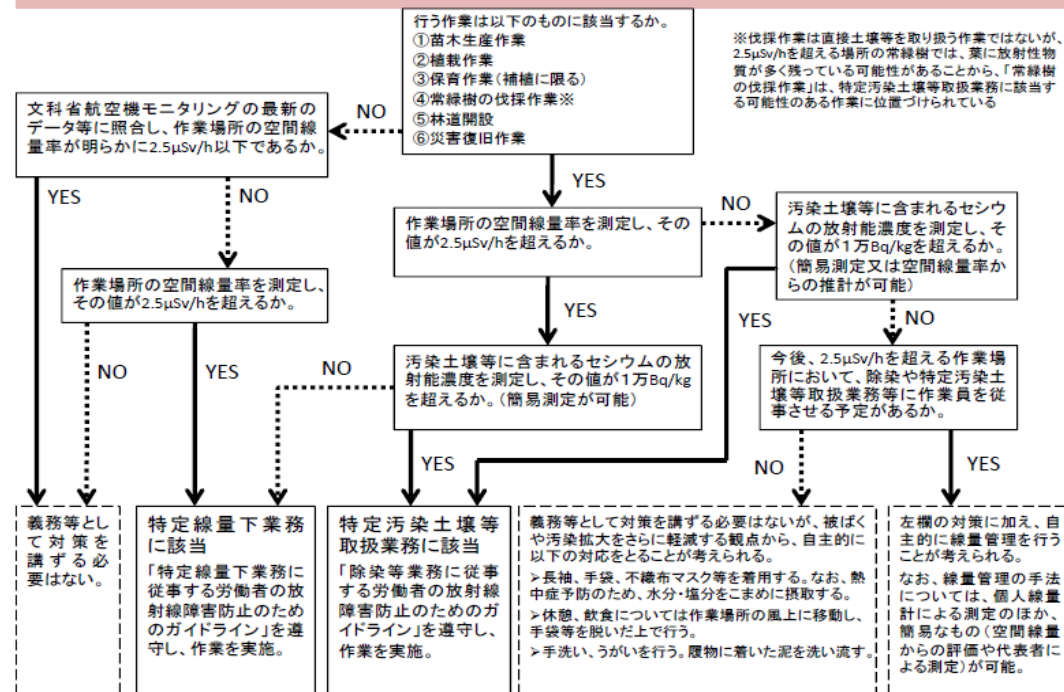 行う作業は以下のものに該当するか。
①苗木生産作業
②植栽作業
③保育作業（補植に限る）
④常緑樹の伐採作業※
⑤林道開設
⑥災害復旧作業
※伐採作業は直接土壌等を取り扱う作業ではないが、
2.5μSv/hを超える場所の常緑樹では、葉に放射性物
質が多く残っている可能性があることから、「常緑樹
の伐採作業」は、特定汚染土壌等取扱業務に該当す
る可能性のある作業に位置づけられている
NO
YES
文科省航空機モニタリングの最新の
データ等に照合し、作業場所の空間線
量率が明らかに2.5μSv/h以下であるか。
YES
NO
作業場所の空間線量率を測定し、その
値が2.5μSv/hを超えるか。
NO
YES
汚染土壌等に含まれるセシウ
ムの放射能濃度を測定し、そ
の値が１万Bq/kgを超えるか。
（簡易測定又は空間線量率か
らの推計が可能）
YES
NO
作業場所の空間線量率を測定し、
その値が2.5μSv/hを超えるか。
NO
YES
汚染土壌等に含まれるセシウムの放
射能濃度を測定し、その値が１万Bq/kg
を超えるか。（簡易測定が可能）
NO
YES
今後、2.5μSv/hを超える作業場
所において、除染や特定汚染土
壌等取扱業務等に作業員を従
事させる予定があるか。
NO
YES
義務等とし
て対策を
講ずる必
要はない。
特定線量下業務
に該当
「特定線量下業務に
従事する労働者の放
射線障害防止のため
のガイドライン」を遵
守し、作業を実施。
特定汚染土壌等
取扱業務に該当
「除染等業務に従事
する労働者の放射線
障害防止のためのガ
イドライン」を遵守し、
作業を実施。
義務等として対策を講ずる必要はないが、被ばく
や汚染拡大をさらに軽減する観点から、自主的に
以下の対応をとることが考えられる。
➢長袖、手袋、不織布マスク等を着用する。なお、熱
中症予防のため、水分・塩分をこまめに摂取する。
➢休憩、飲食については作業場所の風上に移動し、
手袋等を脱いだ上で行う。
➢手洗い、うがいを行う。履物に着いた泥を洗い流す。
左欄の対策に加え、自
主的に線量管理を行う
ことが考えられる。
なお、線量管理の手法
については、個人線量
計による測定のほか、
簡易なもの（空間線量
からの評価や代表者に
よる測定）が可能。